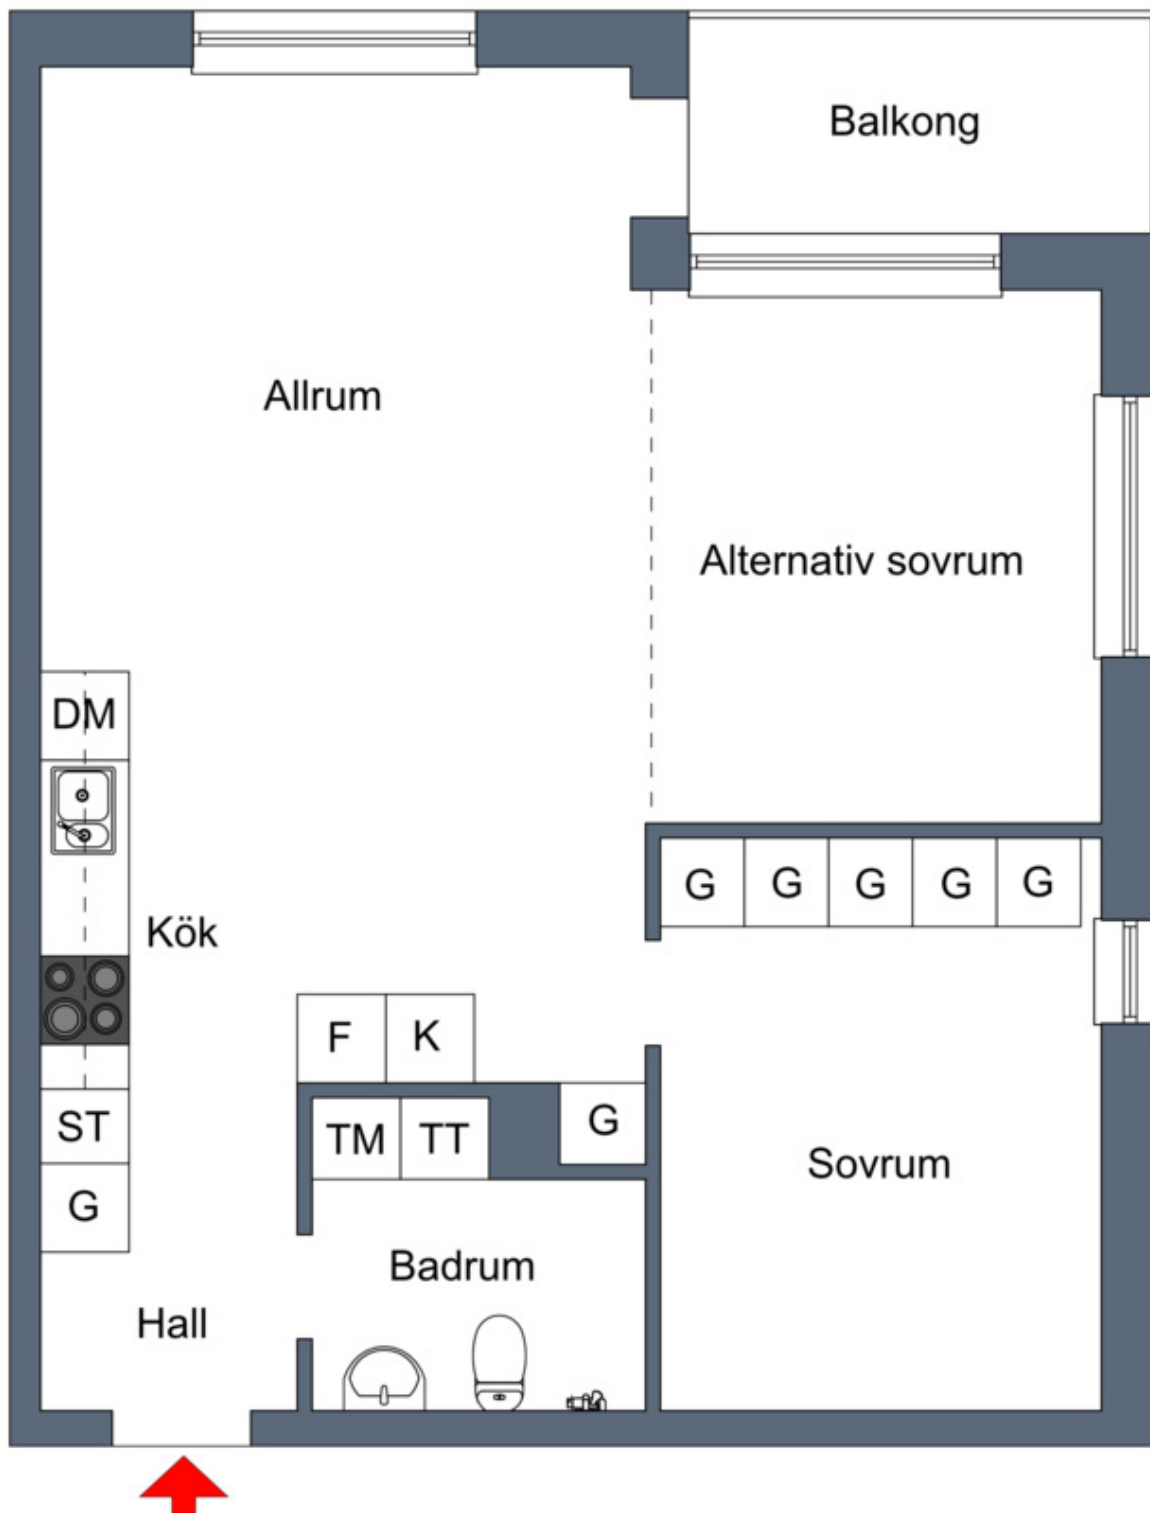 Balkong
Allrum
Alternativ sovrum
DM
G G G G G
Kök
F K
ST
TM TT
G
Sovrum
G
Badrum
Hall